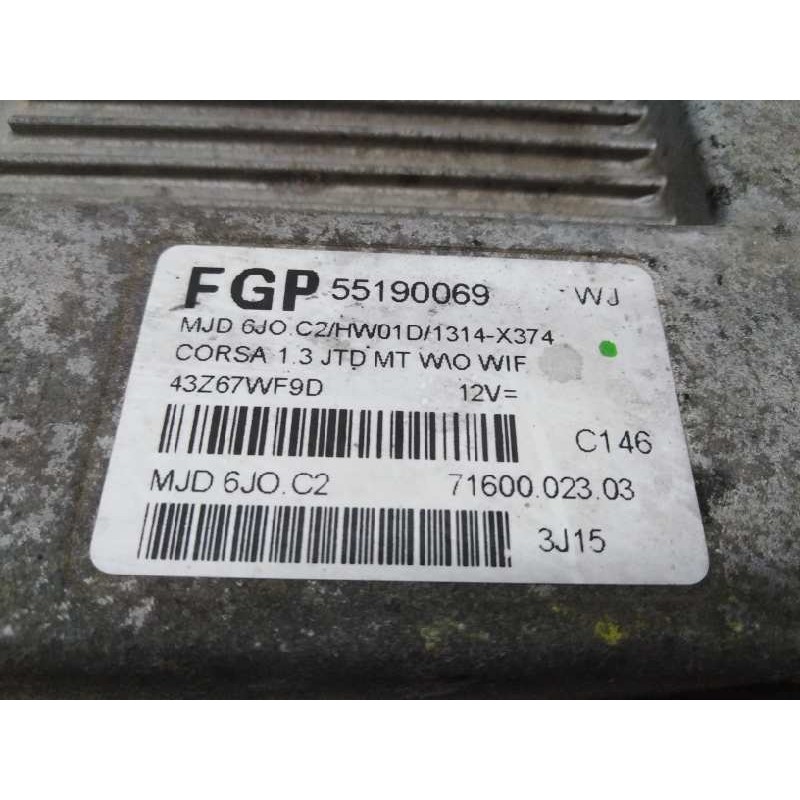 FGP 55190069 WJ
MJD 6JO.C2/HW01D/1314-X374
CORSA 1.3 JTD MT W\O WIF
43Z67WF9D 12V=
C146
MJD 6JO.C2 71600.023.03
3J15